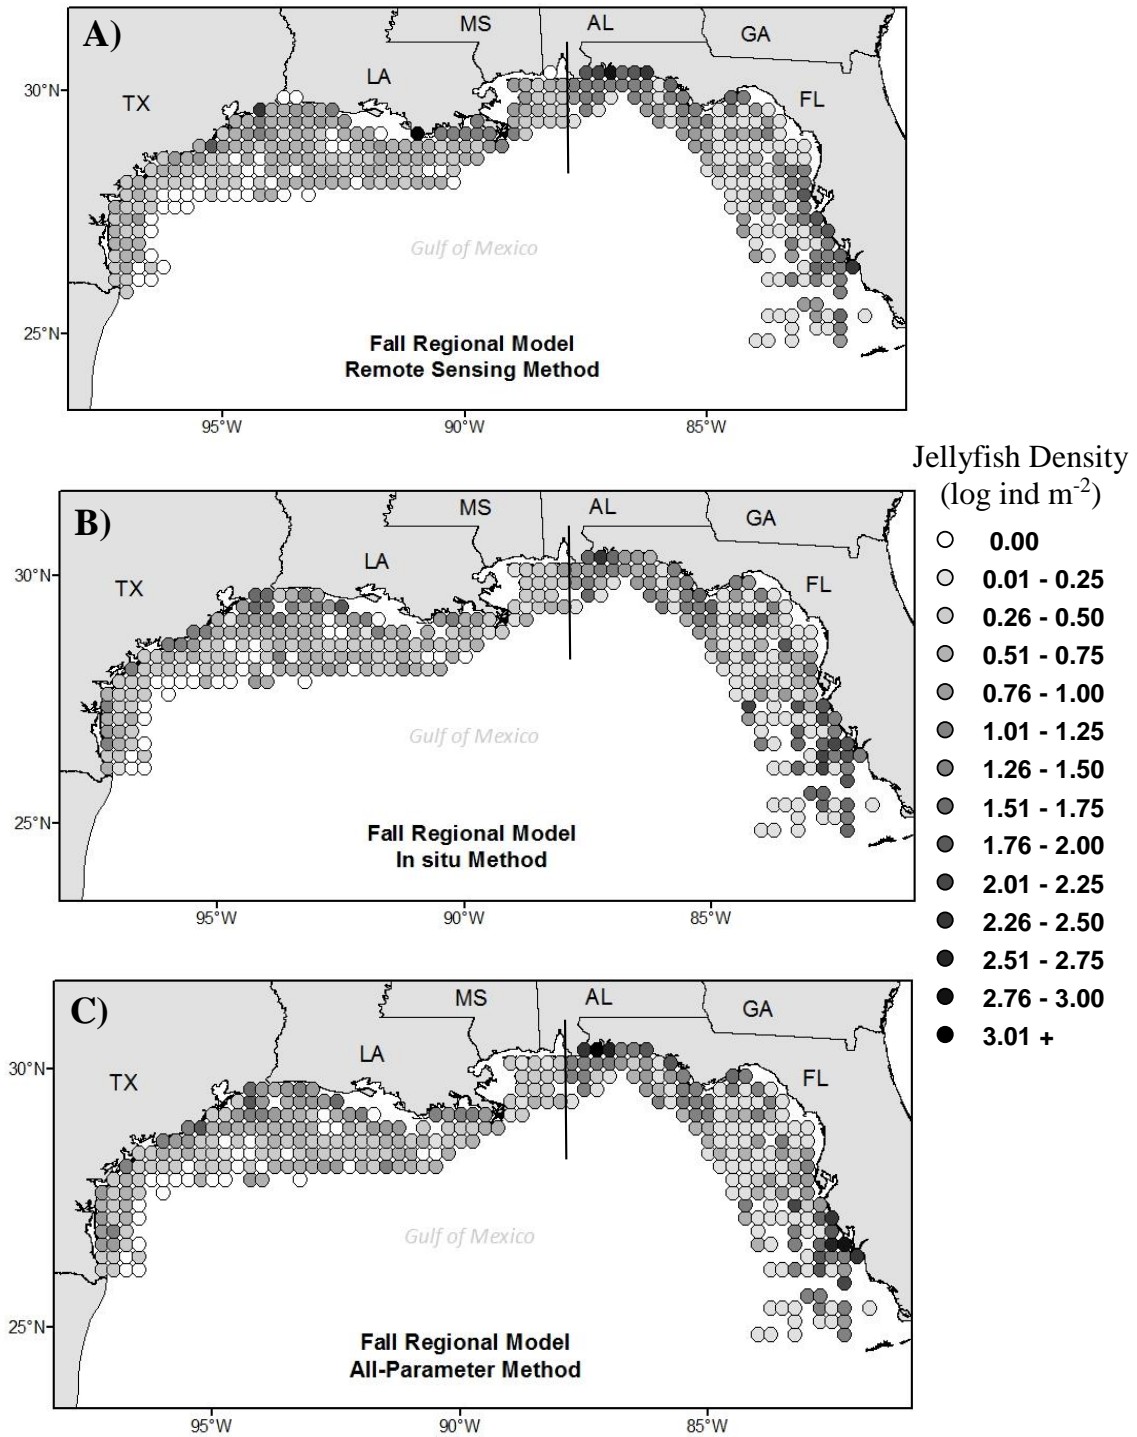 A)
MS
AL
GA
LA
TX
FL
30°N
25°N
Gulf of Mexico
Fall Regional Model
Remote Sensing Method
95°W
90°W
85°W
B)
MS
AL
GA
LA
TX
FL
30°N
25°N
Gulf of Mexico
Fall Regional Model
In situ Method
95°W
90°W
85°W
C)
MS
AL
GA
LA
TX
FL
30°N
25°N
Gulf of Mexico
Fall Regional Model
All-Parameter Method
95°W
90°W
85°W
Jellyfish Density
(log ind m-2)
0.00
0.01 - 0.25
0.26 - 0.50
0.51 - 0.75
0.76 - 1.00
1.01 - 1.25
1.26 - 1.50
1.51 - 1.75
1.76 - 2.00
2.01 - 2.25
2.26 - 2.50
2.51 - 2.75
2.76 - 3.00
3.01 +